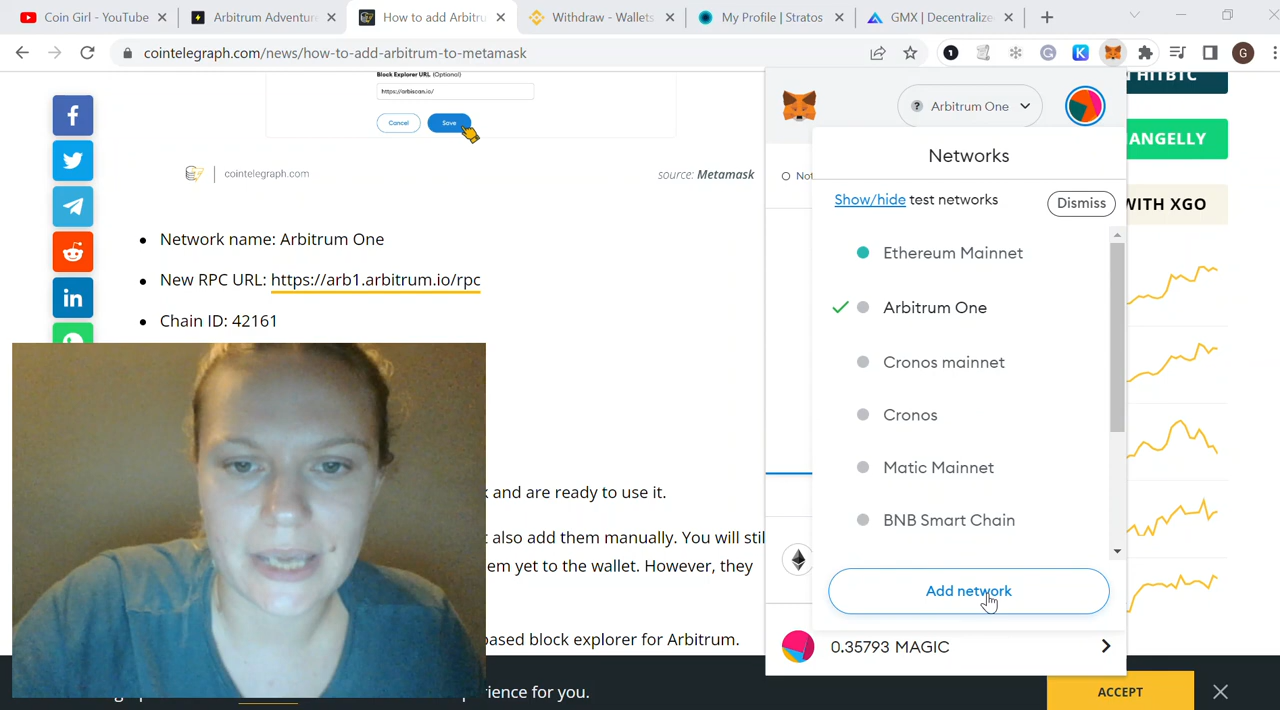 Coin Girl - YouTube
Arbitrum Adventur
How to add Arbitru
Withdraw - Wallets
My Profile | Stratos
GMX | Decentralize
cointelegraph.com/news/how-to-add-arbitrum-to-metamask
G
Block Explorer URL (Optional)
https://arbiscan.io/
Cancel
Save
cointelegraph.com
source: Metamask
Network name: Arbitrum One
New RPC URL: https://arb1.arbitrum.io/rpc
Chain ID: 42161
k and are ready to use it.
also add them manually. You will stil
em yet to the wallet. However, they
based block explorer for Arbitrum.
rience for you.
ACCEPT
HITBTC
ANGELLY
WITH XGO
Arbitrum One
Not
Networks
Show/hide test networks
Dismiss
Ethereum Mainnet
Arbitrum One
Cronos mainnet
Cronos
Matic Mainnet
BNB Smart Chain
Add network
0.35793 MAGIC